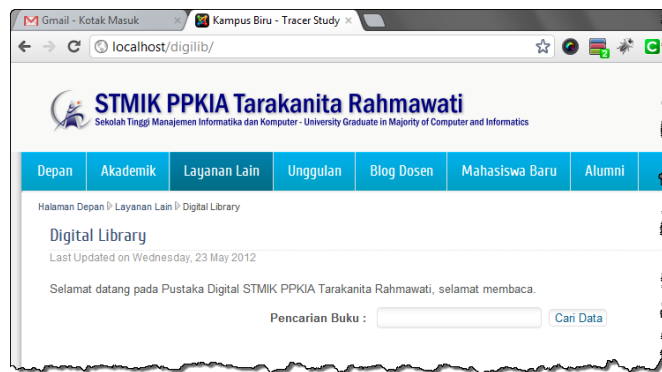 Gmail - Kotak Masuk
Kampus Biru - Tracer Study
localhost/digilib/
STMIK PPKIA Tarakanita Rahmawati
Sekolah Tinggi Manajemen Informatika dan Komputer - University Graduate in Majority of Computer and Informatics
Depan Akademik Layanan Lain Unggulan Blog Dosen Mahasiswa Baru Alumni
Halaman Depan Layanan Lain Digital Library
Digital Library
Last Updated on Wednesday, 23 May 2012
Selamat datang pada Pustaka Digital STMIK PPKIA Tarakanita Rahmawati, selamat membaca.
Pencarian Buku : Cari Data